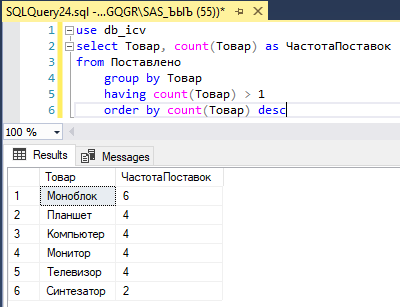 SQLQuery24.sql -...GQGR\SAS_ЪЫЬ (55))*
1 use db_icv
2 select Товар, count(Товар) as ЧастотаПоставок
3 from Поставлено
4 group by Товар
5 having count(Товар) > 1
6 order by count(Товар) desc
100 %
Results Messages
Товар ЧастотаПоставок
1 Моноблок 6
2 Планшет 4
3 Компьютер 4
4 Монитор 4
5 Телевизор 4
6 Синтезатор 2